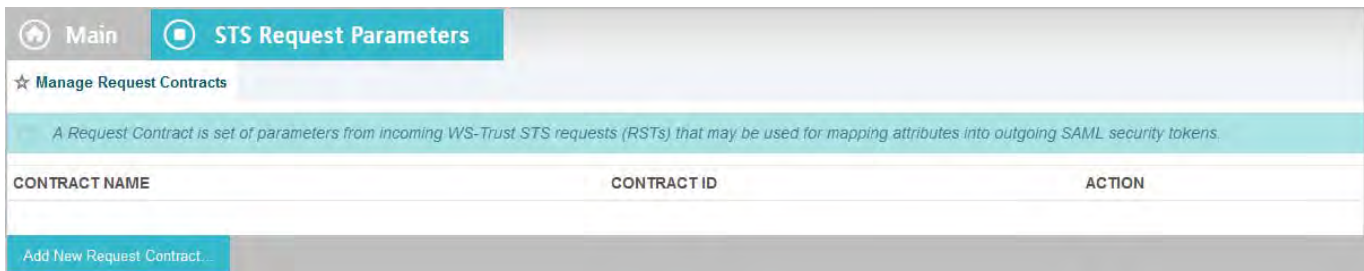 Main STS Request Parameters
Manage Request Contracts
A Request Contract is set of parameters from incoming WS-Trust STS requests (RSTs) that may be used for mapping attributes into outgoing SAML security tokens.
CONTRACT NAME CONTRACT ID ACTION
Add New Request Contract...